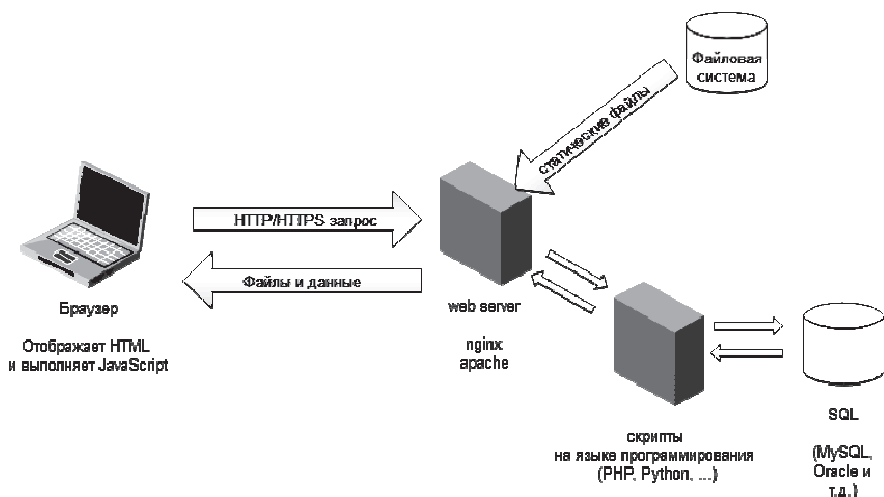 Файловая
система
статические файлы
HTTP/HTTPS запрос
Файлы и данные
Браузер
Отображает HTML
и выполняет JavaScript
web server
nginx
apache
скрипты
на языке программирования
(PHP, Python, ...)
SQL
(MySQL,
Oracle и
т.д.)